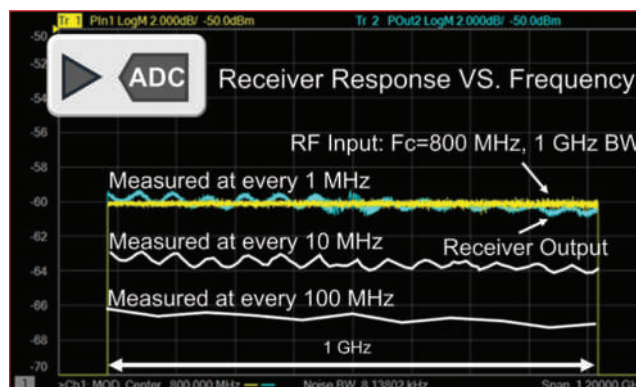 Tr 1 PIn1 LogM 2.000dB/ -50.0dBm Tr 2 POut2 LogM 2.000dB/ -50.0dBm
-50
-52
-54
ADC
Receiver Response VS. Frequency
-56
RF Input: Fc=800 MHz, 1 GHz BW
-58
Measured at every 1 MHz
-60
Receiver Output
-62
Measured at every 10 MHz
-64
Measured at every 100 MHz
-66
-68
1 GHz
-70
1 >Ch1: MOD Center 800.000 MHz Noise BW 8.13802 kHz Span 1.20000